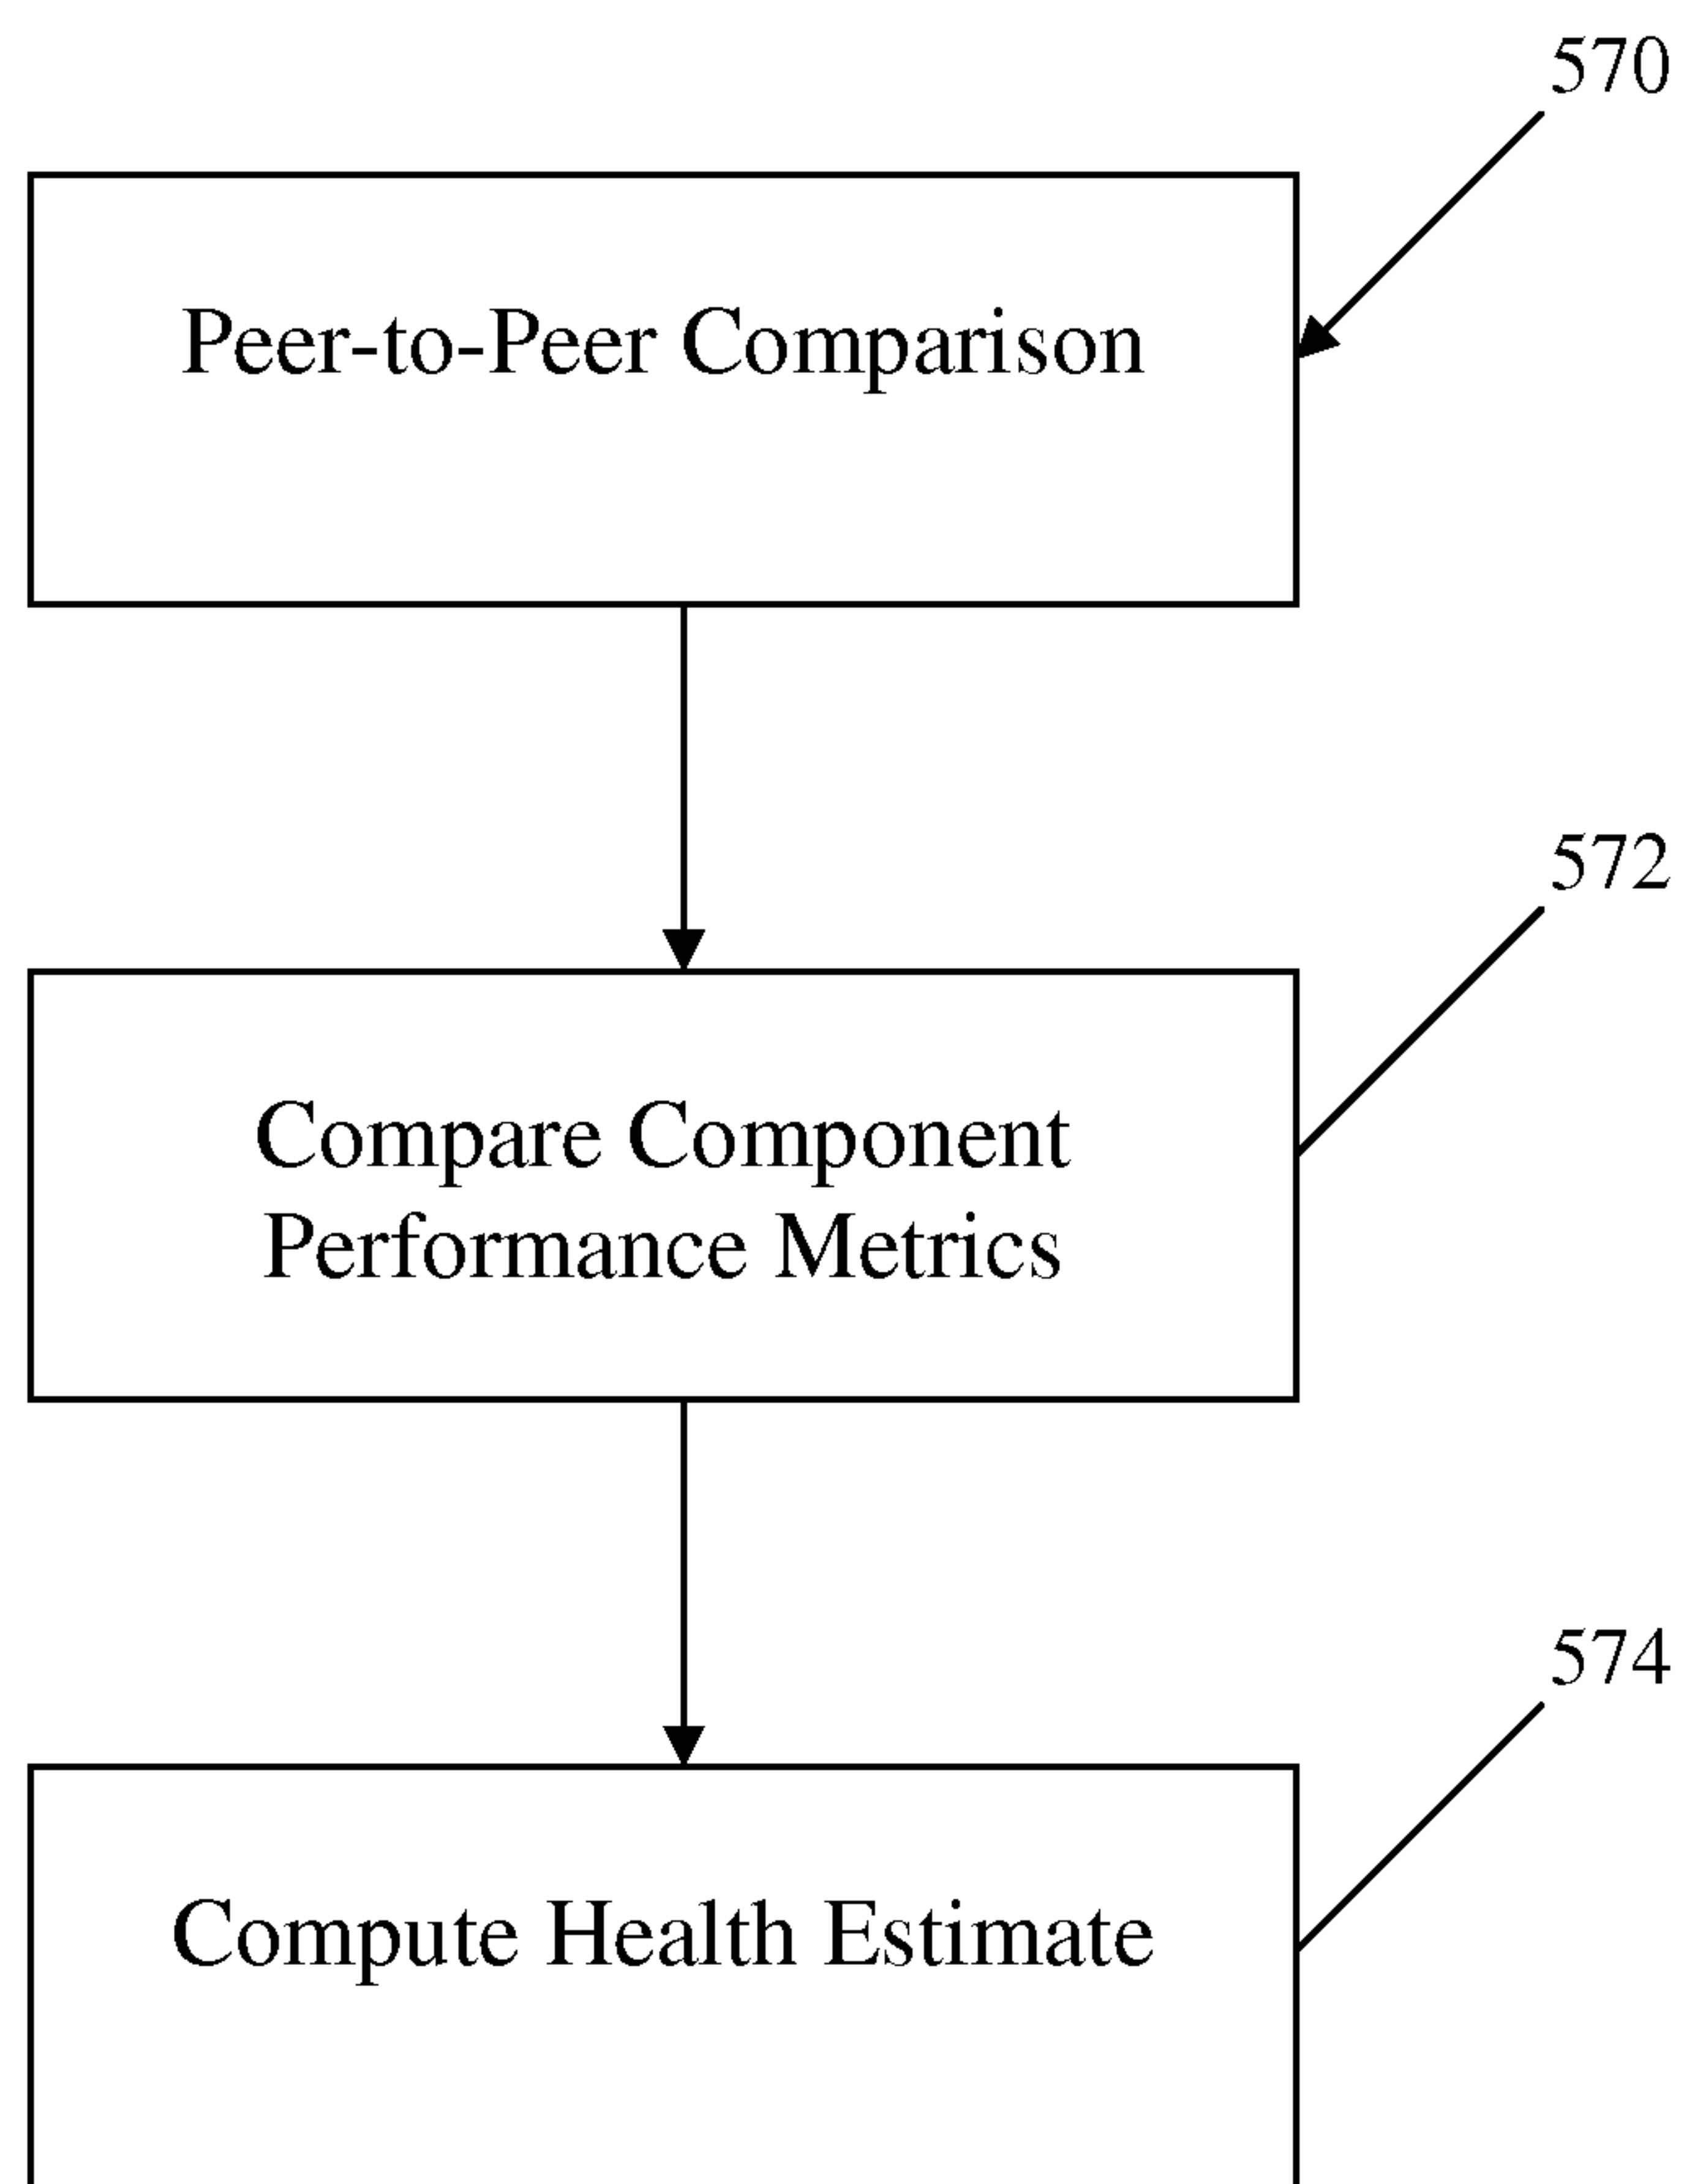 570
Peer-to-Peer Comparison
572
Compare Component
Performance Metrics
574
Compute Health Estimate